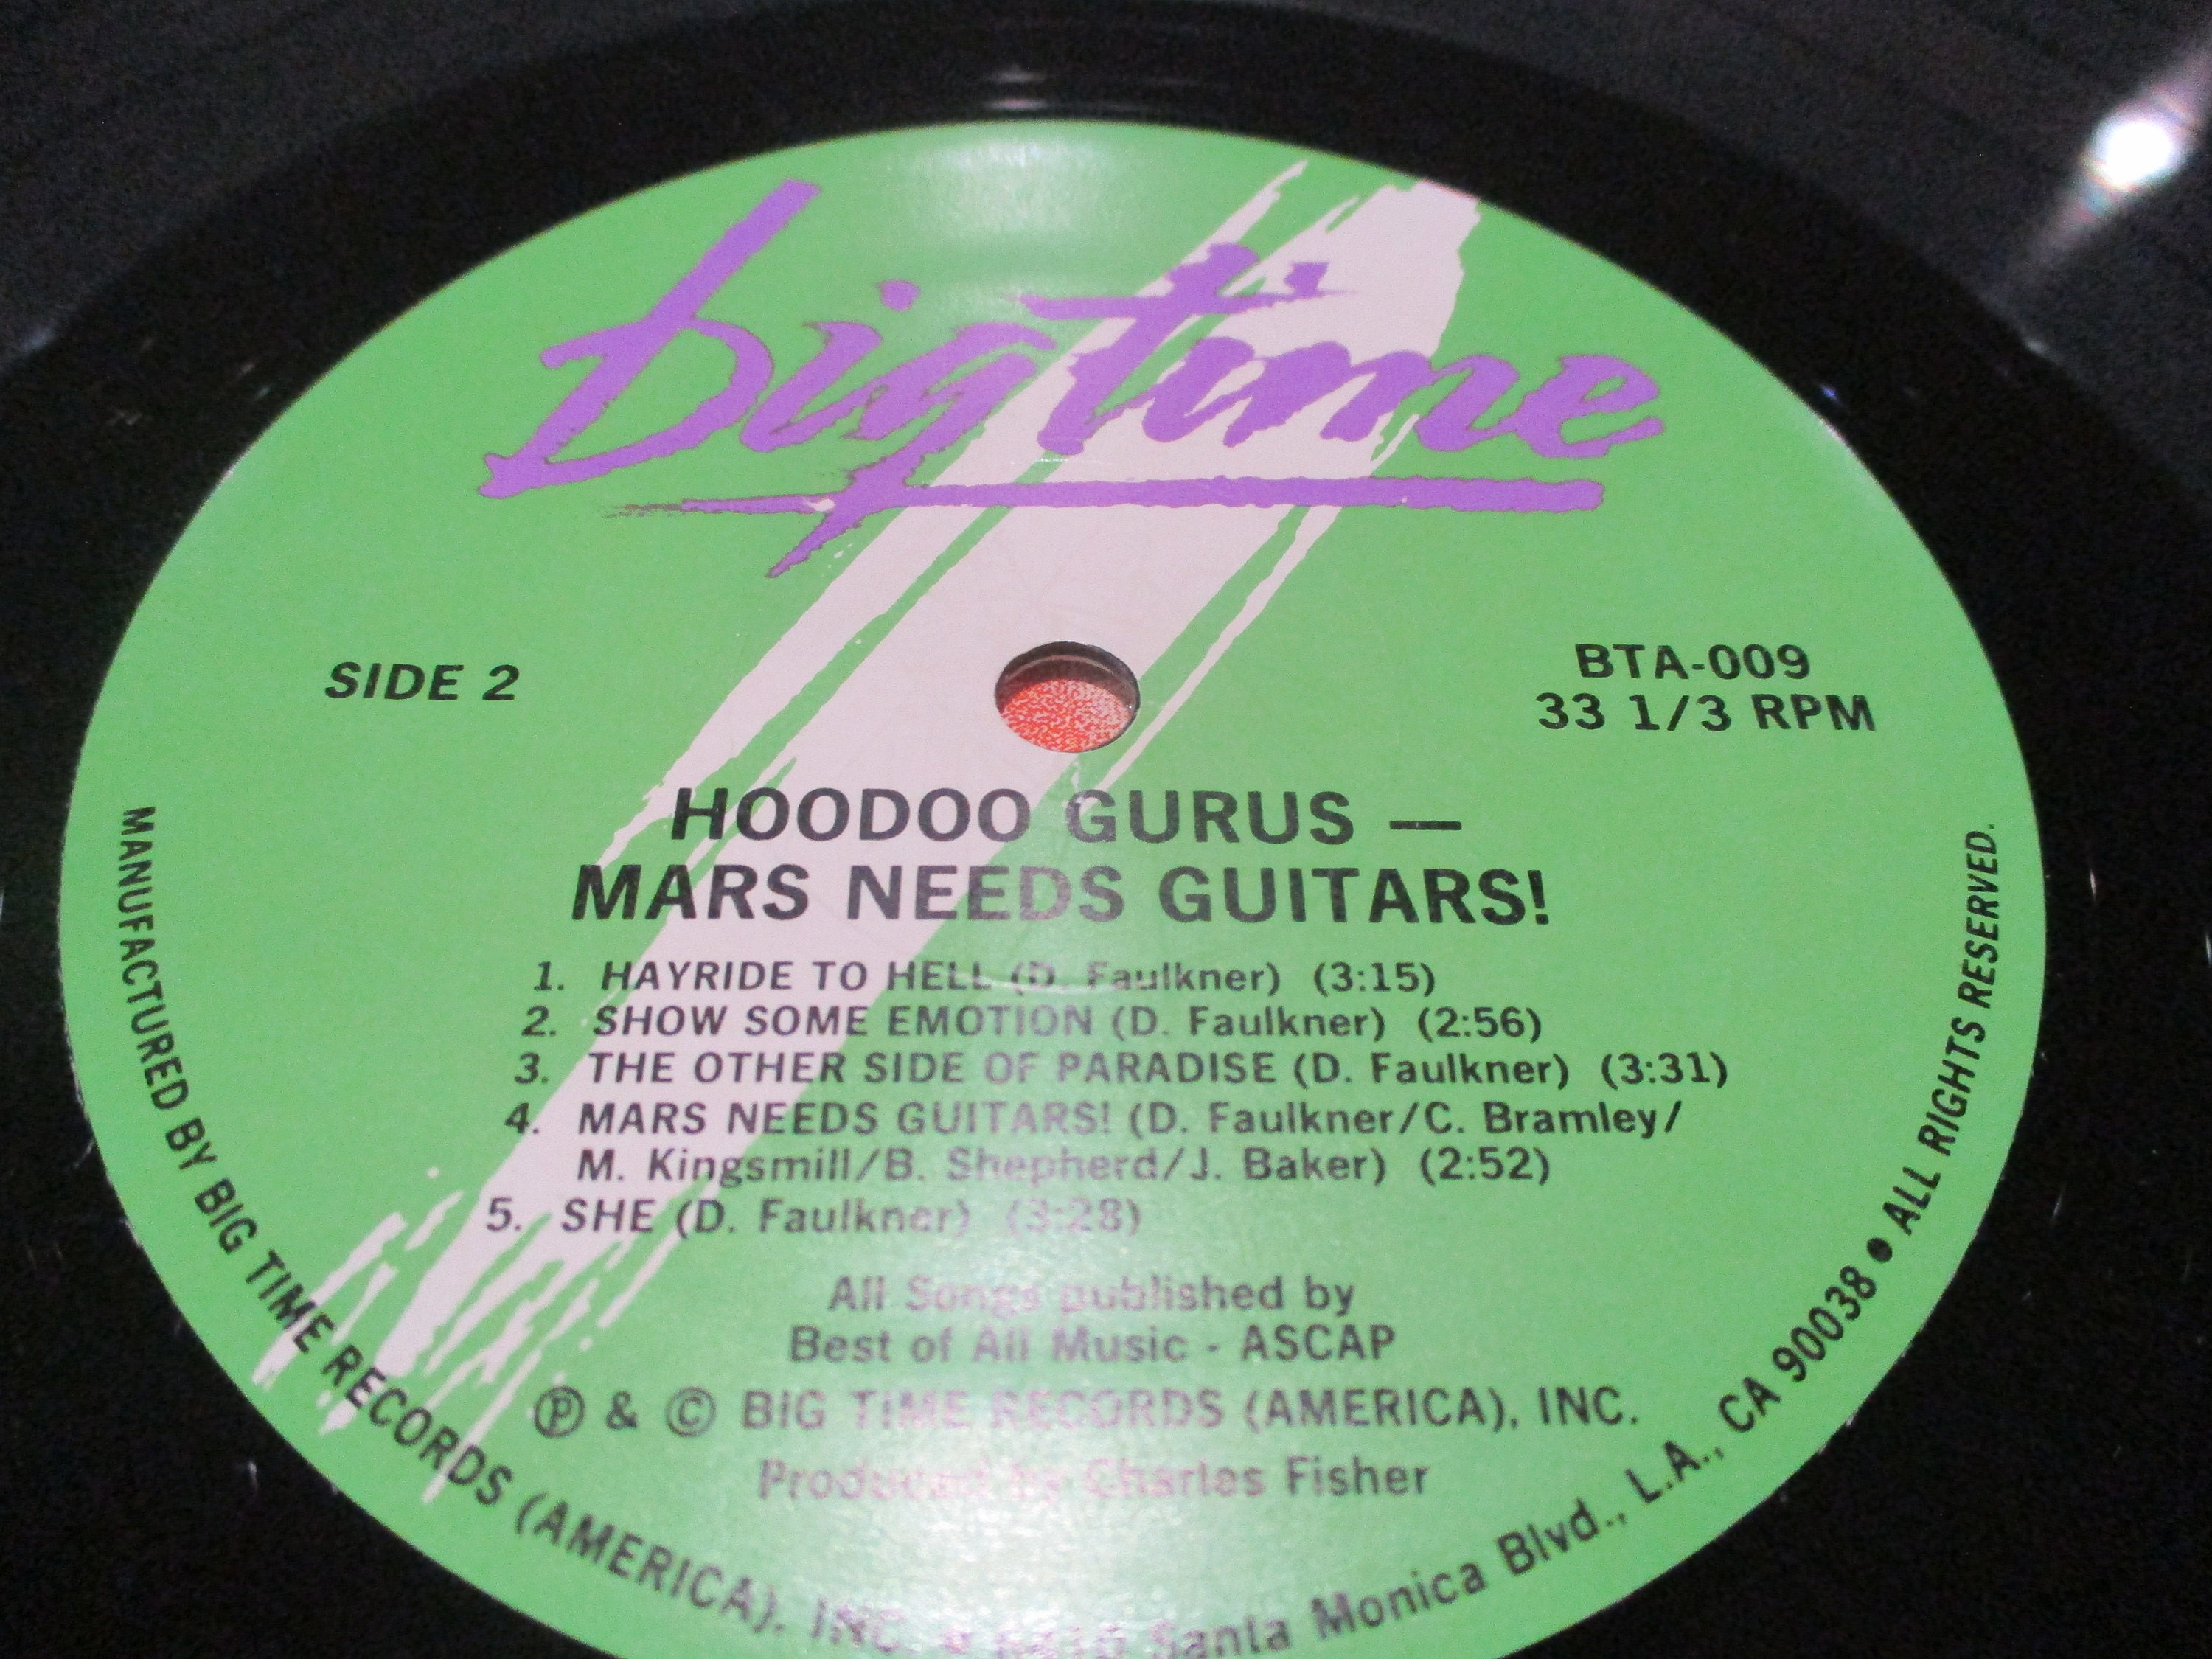 bigtime
SIDE 2
BTA-009
33 1/3 RPM
HOODOO GURUS —
MARS NEEDS GUITARS!
1. HAYRIDE TO HELL (D. Faulkner) (3:15)
2. SHOW SOME EMOTION (D. Faulkner) (2:56)
3. THE OTHER SIDE OF PARADISE (D. Faulkner) (3:31)
4. MARS NEEDS GUITARS! (D. Faulkner/C. Bramley/
M. Kingsmill/B. Shepherd/J. Baker) (2:52)
5. SHE (D. Faulkner) (3:28)
All Songs published by
Best of All Music - ASCAP
Ⓟ & © BIG TIME RECORDS (AMERICA), INC.
Produced by Charles Fisher
MANUFACTURED BY BIG TIME RECORDS (AMERICA), INC. • Santa Monica Blvd., L.A., CA 90038 • ALL RIGHTS RESERVED.